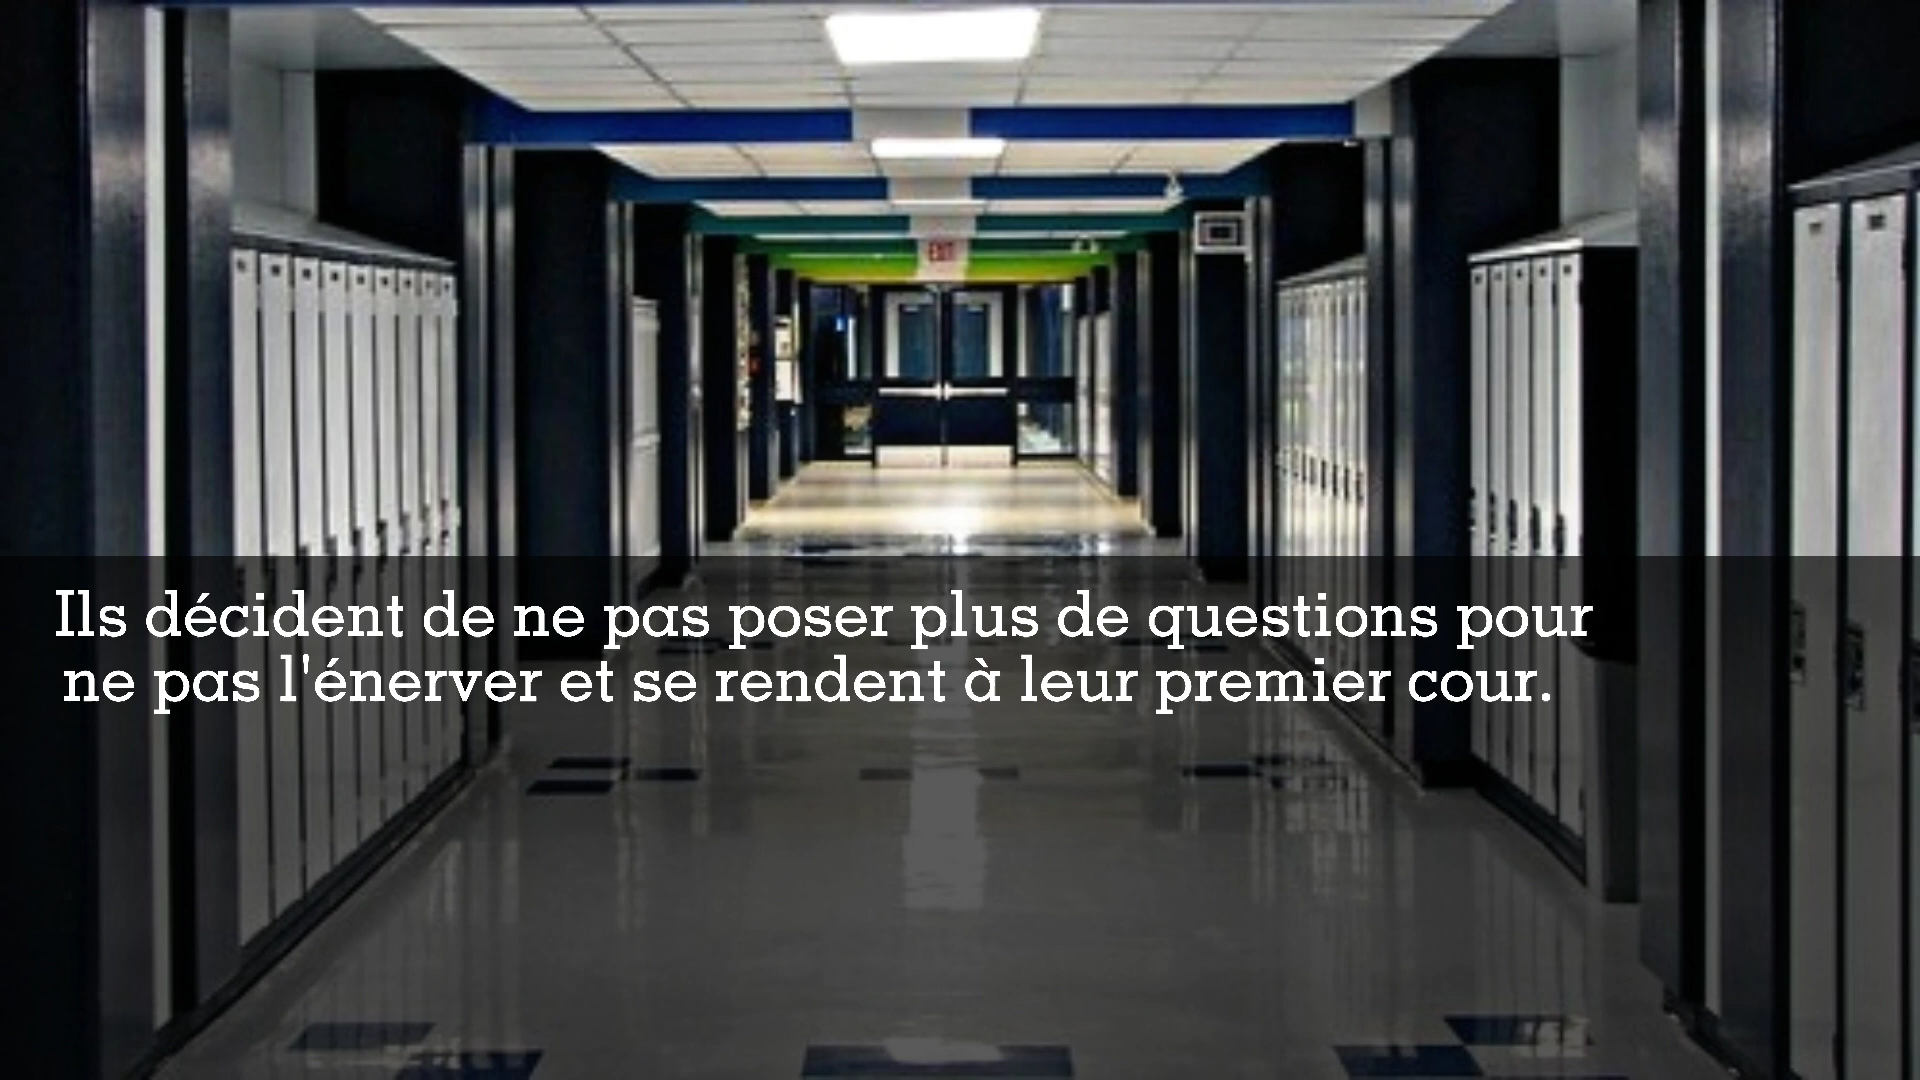 EXIT
Ils décident de ne pas poser plus de questions pour
ne pas l'énerver et se rendent à leur premier cour.